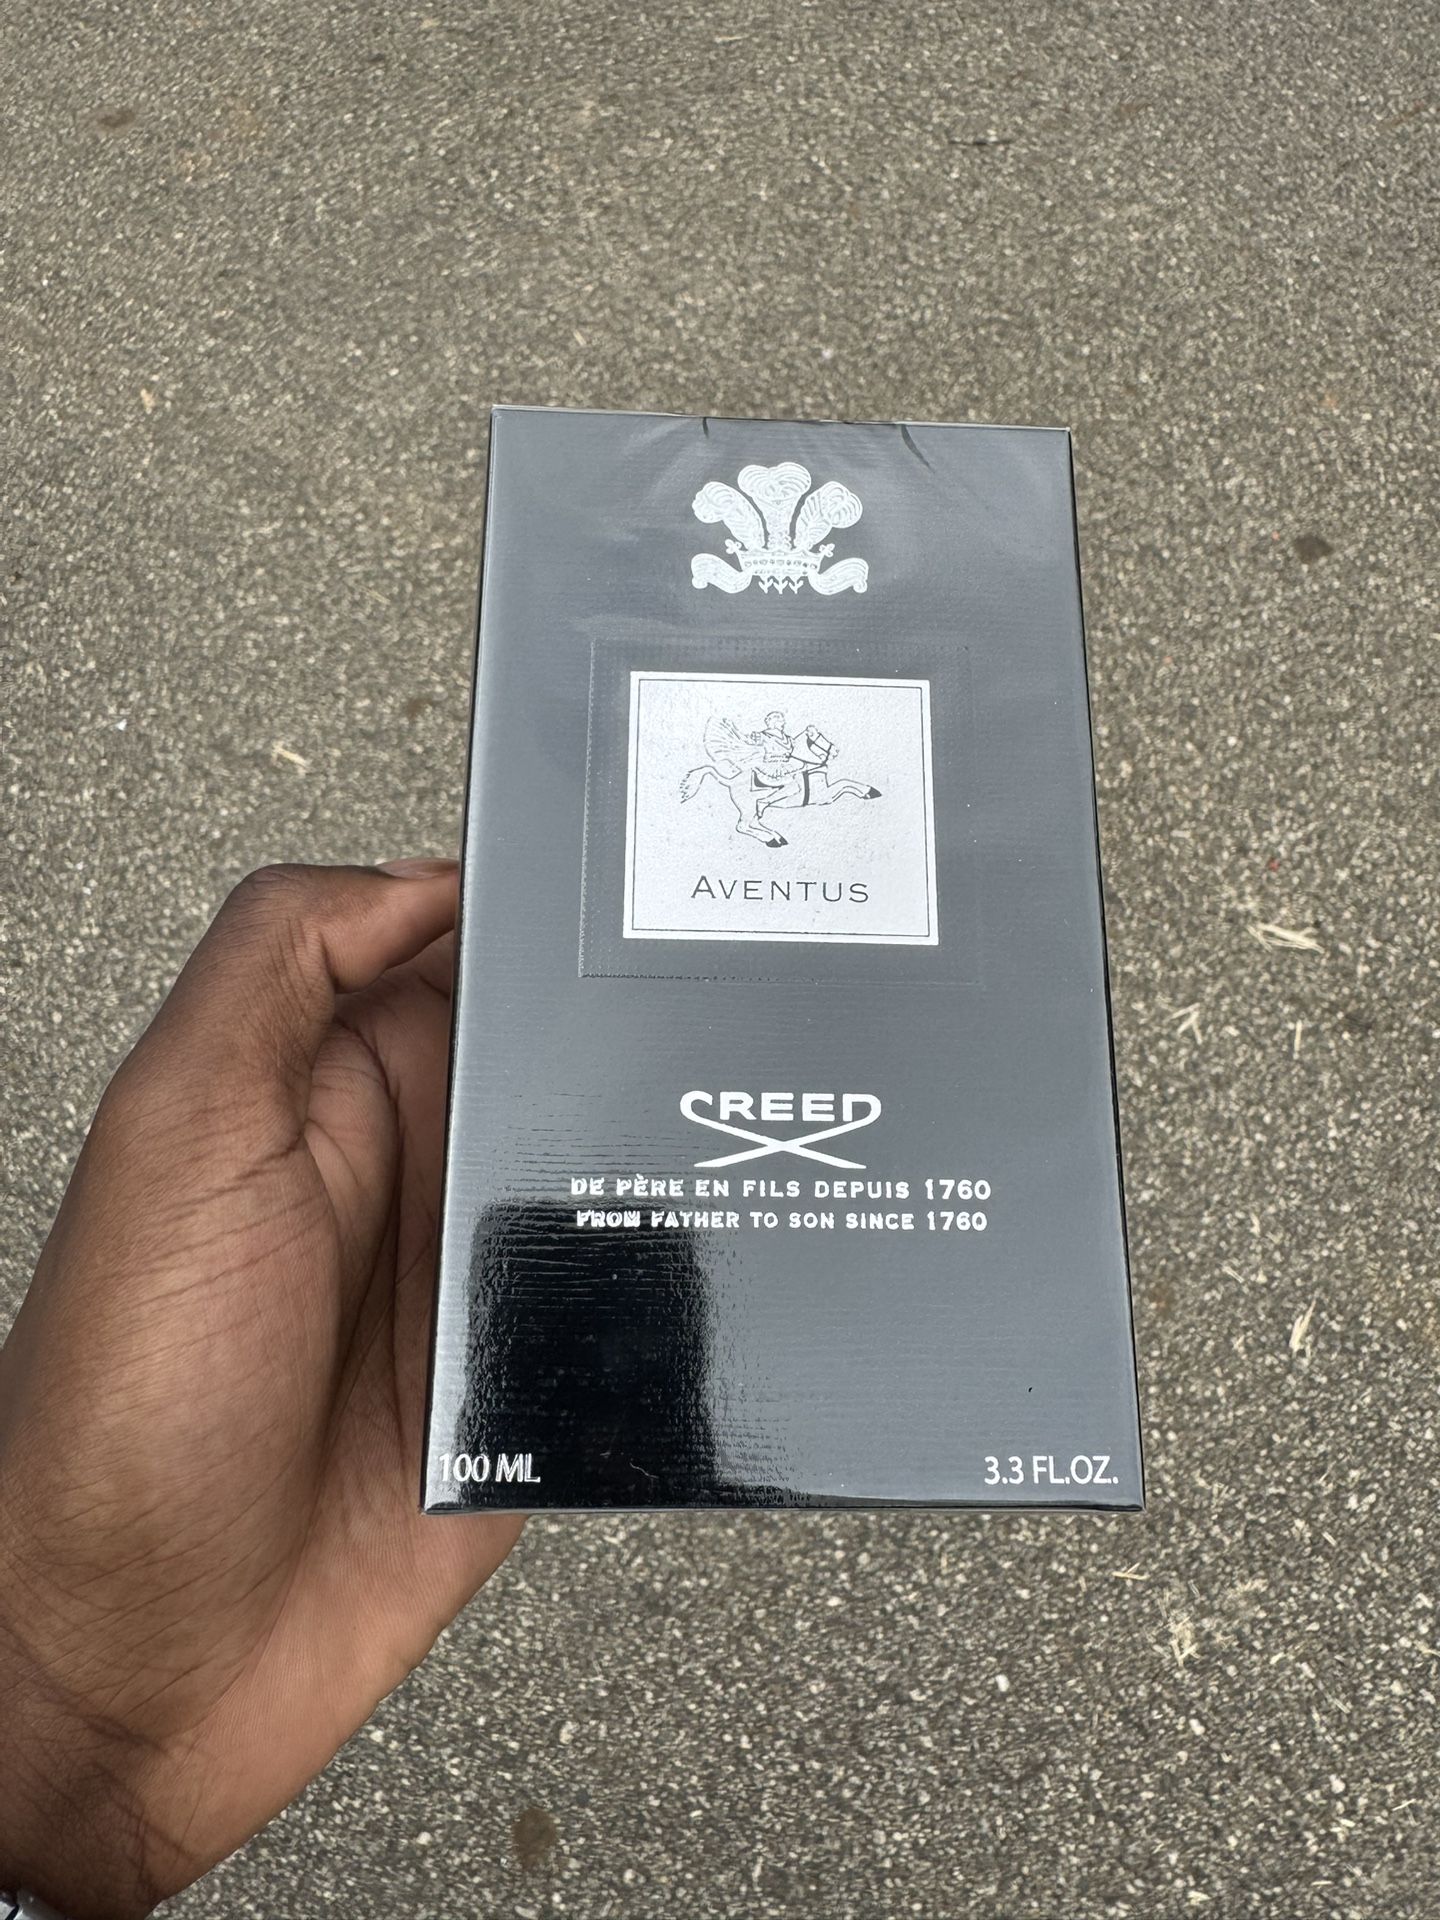 AVENTUS
CREED
DE PÈRE EN FILS DEPUIS 1760
FROM FATHER TO SON SINCE 1760
100 ML
3.3 FL.OZ.